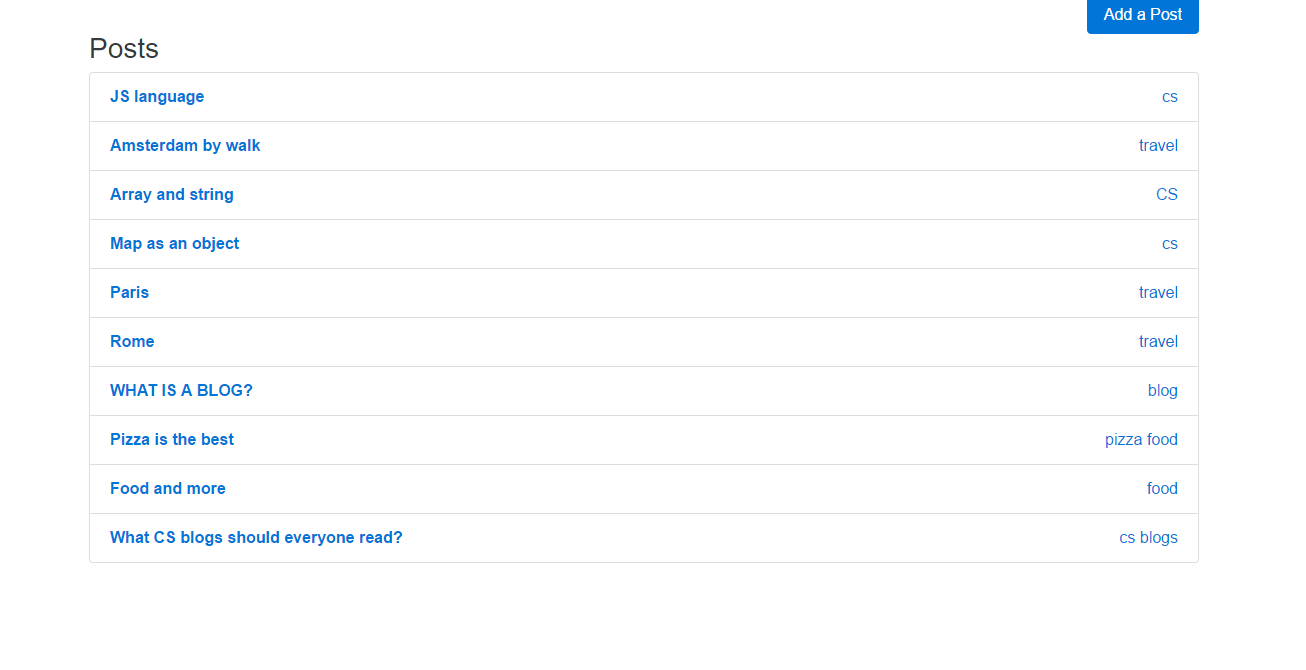 Add a Post
Posts
JS language cs
Amsterdam by walk travel
Array and string CS
Map as an object cs
Paris travel
Rome travel
WHAT IS A BLOG? blog
Pizza is the best pizza food
Food and more food
What CS blogs should everyone read? cs blogs